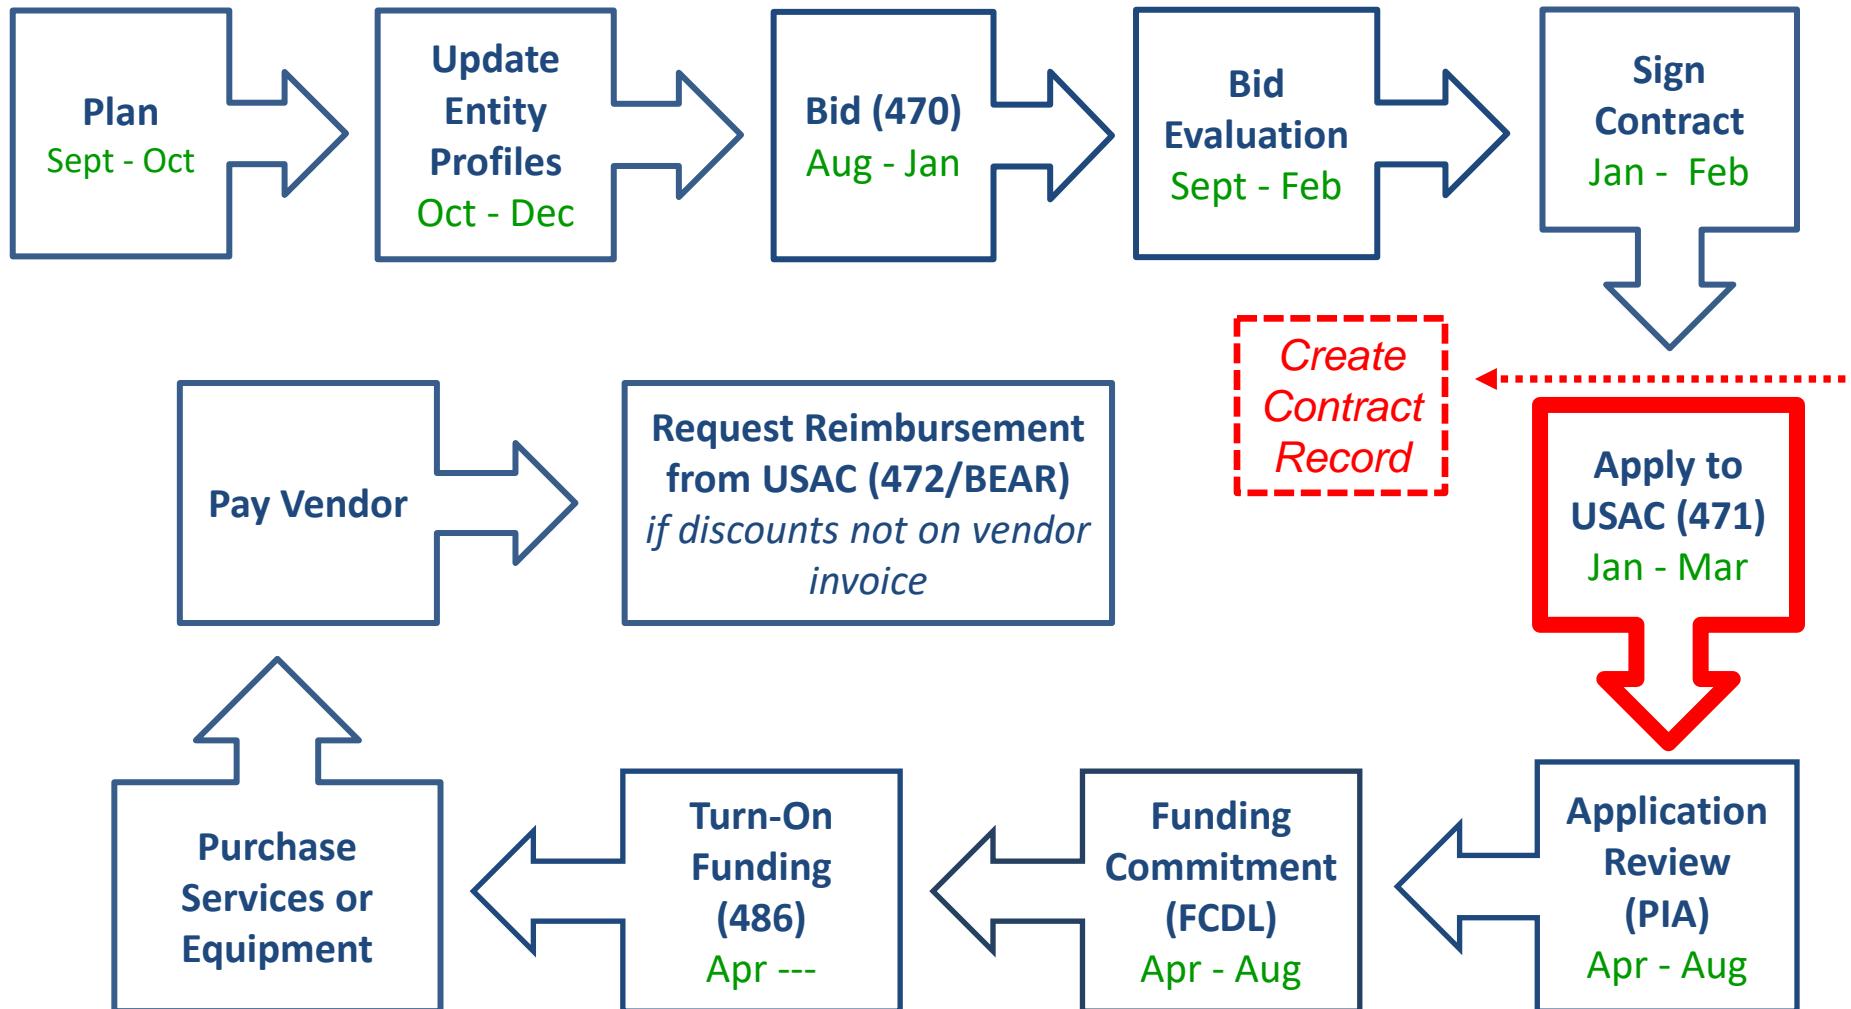 Plan
Sept - Oct
Update
Entity
Profiles
Oct - Dec
Bid (470)
Aug - Jan
Bid
Evaluation
Sept - Feb
Sign
Contract
Jan -  Feb
Create
Contract
Record
Apply to
USAC (471)
Jan - Mar
Application
Review
(PIA)
Apr - Aug
Funding
Commitment
(FCDL)
Apr - Aug
Turn-On
Funding
(486)
Apr ---
Purchase
Services or
Equipment
Pay Vendor
Request Reimbursement
from USAC (472/BEAR)
if discounts not on vendor
invoice